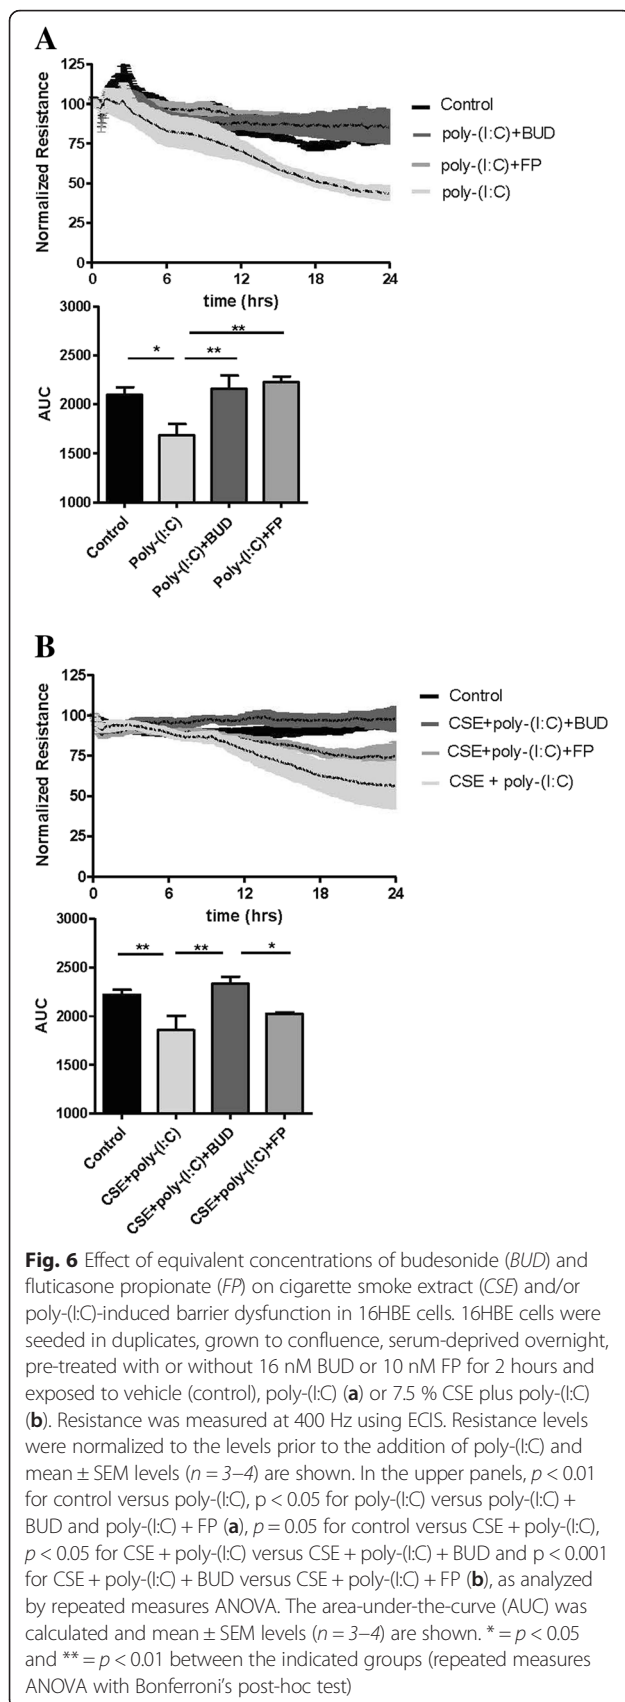 A
125
100
75
50
25
0
Normalized Resistance
0 6 12 18 24
time (hrs)
Control
poly-(I:C)+BUD
poly-(I:C)+FP
poly-(I:C)
3000
2500
2000
1500
1000
AUC
* ** **
Control
Poly-(I:C)
Poly-(I:C)+BUD
Poly-(I:C)+FP
B
125
100
75
50
25
0
Normalized Resistance
0 6 12 18 24
time (hrs)
Control
CSE+poly-(I:C)+BUD
CSE+poly-(I:C)+FP
CSE + poly-(I:C)
3000
2500
2000
1500
1000
AUC
** ** *
Control
CSE+poly-(I:C)
CSE+poly-(I:C)+BUD
CSE+poly-(I:C)+FP
Fig. 6 Effect of equivalent concentrations of budesonide (BUD) and
fluticasone propionate (FP) on cigarette smoke extract (CSE) and/or
poly-(I:C)-induced barrier dysfunction in 16HBE cells. 16HBE cells were
seeded in duplicates, grown to confluence, serum-deprived overnight,
pre-treated with or without 16 nM BUD or 10 nM FP for 2 hours and
exposed to vehicle (control), poly-(I:C) (a) or 7.5 % CSE plus poly-(I:C)
(b). Resistance was measured at 400 Hz using ECIS. Resistance levels
were normalized to the levels prior to the addition of poly-(I:C) and
mean ± SEM levels (n = 3–4) are shown. In the upper panels, p < 0.01
for control versus poly-(I:C), p < 0.05 for poly-(I:C) versus poly-(I:C) +
BUD and poly-(I:C) + FP (a), p = 0.05 for control versus CSE + poly-(I:C),
p < 0.05 for CSE + poly-(I:C) versus CSE + poly-(I:C) + BUD and p < 0.001
for CSE + poly-(I:C) + BUD versus CSE + poly-(I:C) + FP (b), as analyzed
by repeated measures ANOVA. The area-under-the-curve (AUC) was
calculated and mean ± SEM levels (n = 3–4) are shown. * = p < 0.05
and ** = p < 0.01 between the indicated groups (repeated measures
ANOVA with Bonferroni's post-hoc test)